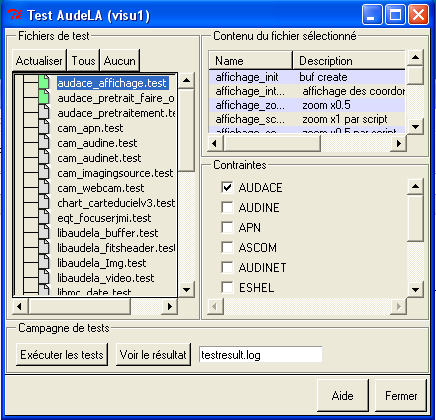 Test AudeLA (visu1)
Fichiers de test
Actualiser Tous Aucun
audace_affichage.test
audace_pretrait_faire_o
audace_pretraitement.te
cam_apn.test
cam_audine.test
cam_audinet.test
cam_imagingsource.test
cam_webcam.test
chart_carteducielv3.test
eqt_focuserjmi.test
libaudela_buffer.test
libaudela_fitsheader.test
libaudela_Img.test
libaudela_video.test
libmc_date.test
Contenu du fichier sélectionné
Name Description
affichage_init buf create
affichage_int... affichage des coordor
affichage_zo... zoom x0.5
affichage_sc... zoom x1 par script
affichage_sc... zoom x0.5 par script
Contraintes
AUDACE
AUDINE
APN
ASCOM
AUDINET
ESHEL
Campagne de tests
Exécuter les tests Voir le résultat testresult.log
Aide Fermer